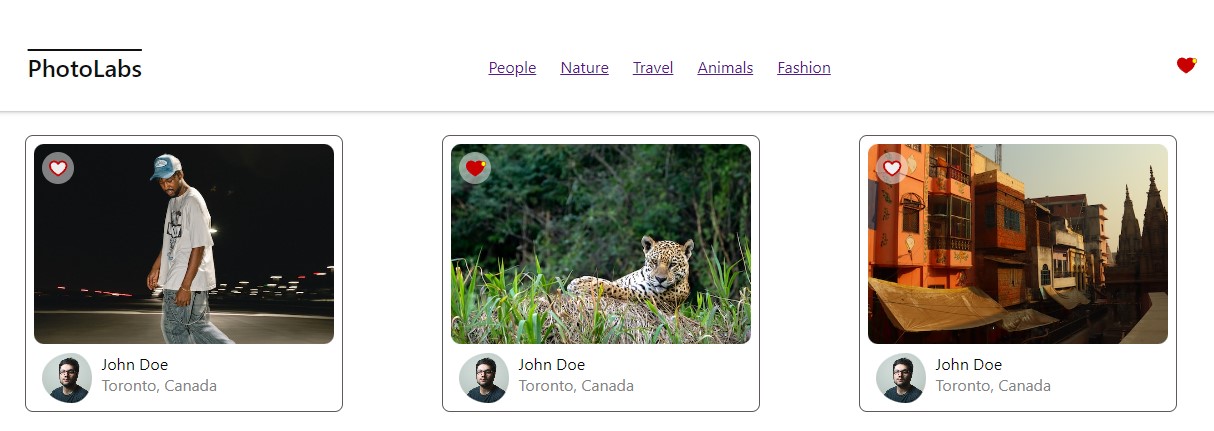 PhotoLabs
People Nature Travel Animals Fashion
John Doe
Toronto, Canada
John Doe
Toronto, Canada
John Doe
Toronto, Canada